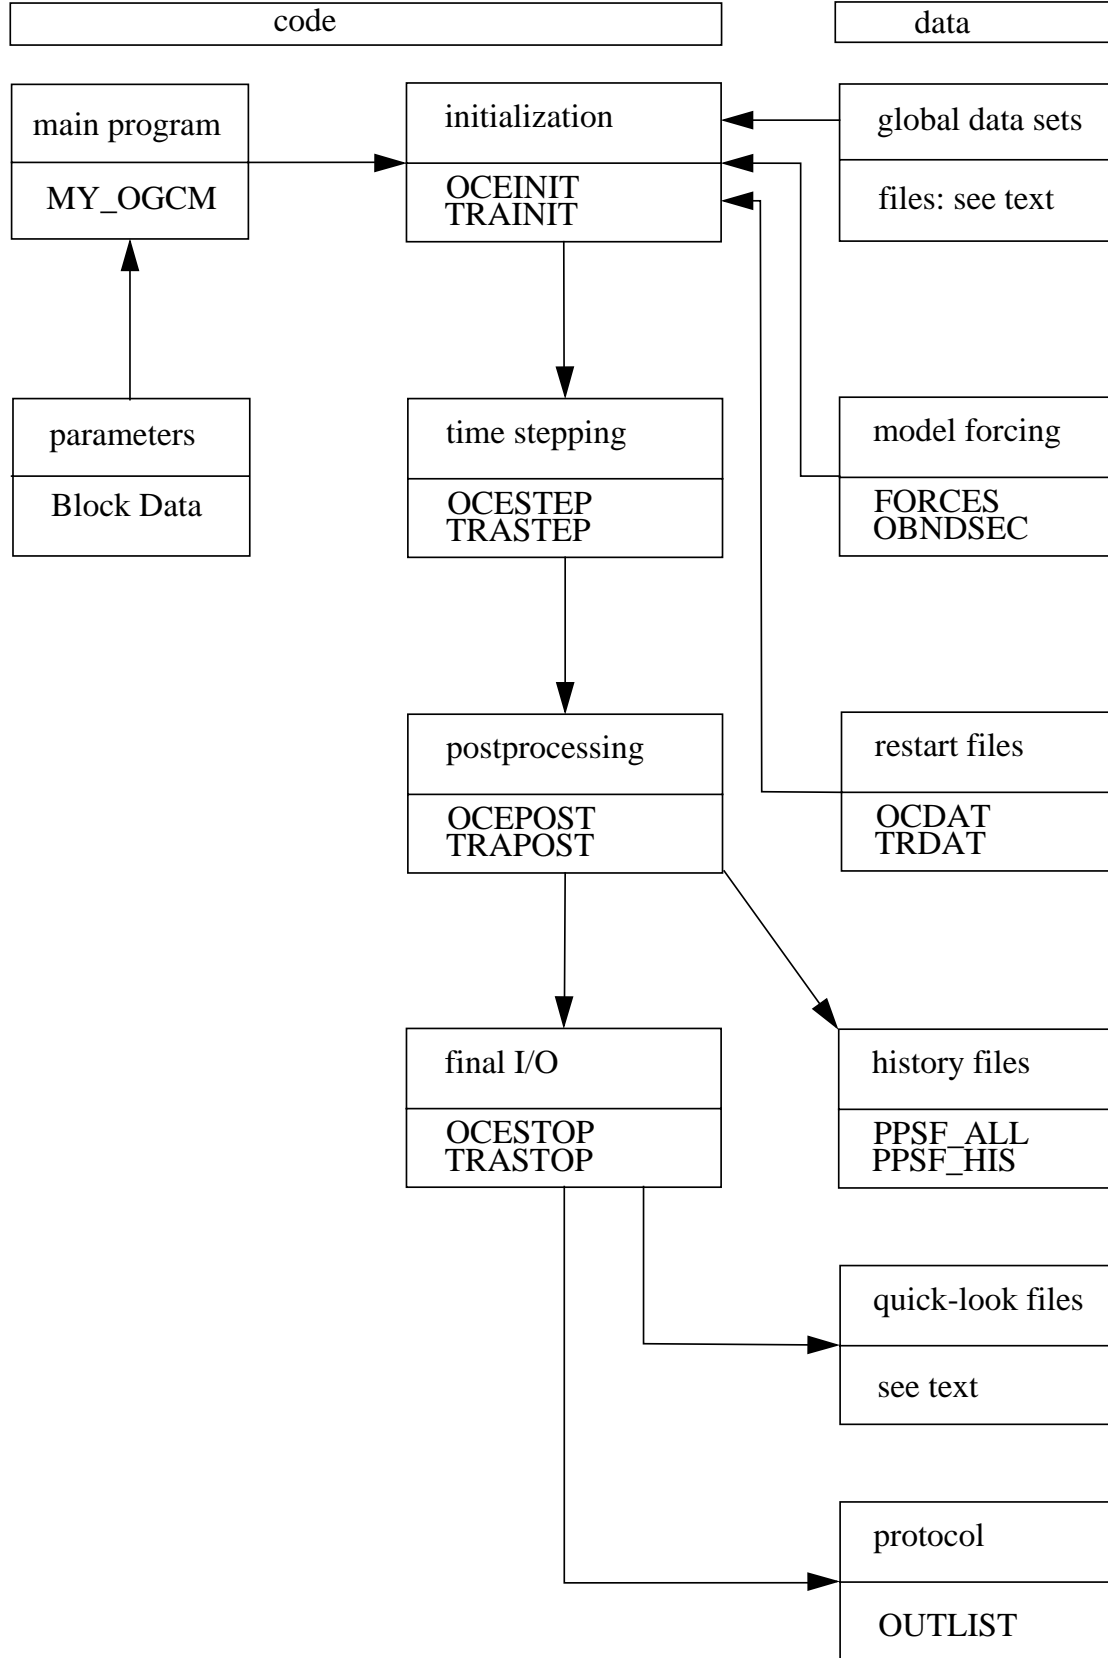 code
data
main program
MY_OGCM
initialization
OCEINIT
TRAINIT
global data sets
files: see text
parameters
Block Data
time stepping
OCESTEP
TRASTEP
model forcing
FORCES
OBNDSEC
postprocessing
OCEPOST
TRAPOST
restart files
OCDAT
TRDAT
final I/O
OCESTOP
TRASTOP
history files
PPSF_ALL
PPSF_HIS
quick-look files
see text
protocol
OUTLIST